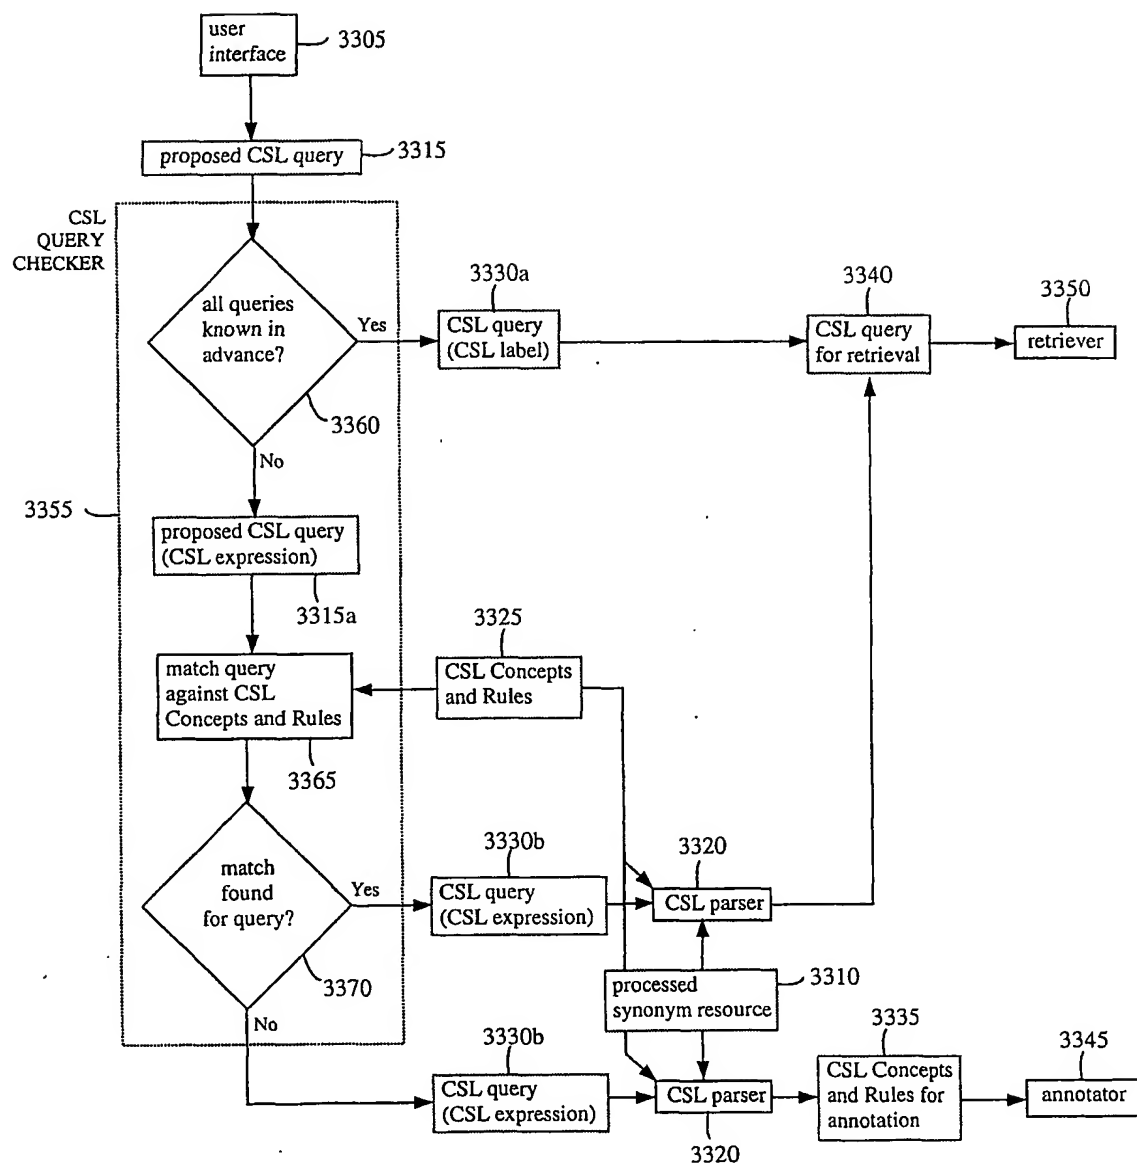 user
interface
3305
proposed CSL query
3315
CSL
QUERY
CHECKER
all queries
known in
advance?
Yes
3360
No
3330a
CSL query
(CSL label)
3340
CSL query
for retrieval
3350
retriever
3355
proposed CSL query
(CSL expression)
3315a
match query
against CSL
Concepts and Rules
3365
3325
CSL Concepts
and Rules
match
found
for query?
Yes
3370
No
3330b
CSL query
(CSL expression)
3320
CSL parser
processed
synonym resource
3310
3330b
CSL query
(CSL expression)
CSL parser
3320
3335
CSL Concepts
and Rules for
annotation
3345
annotator